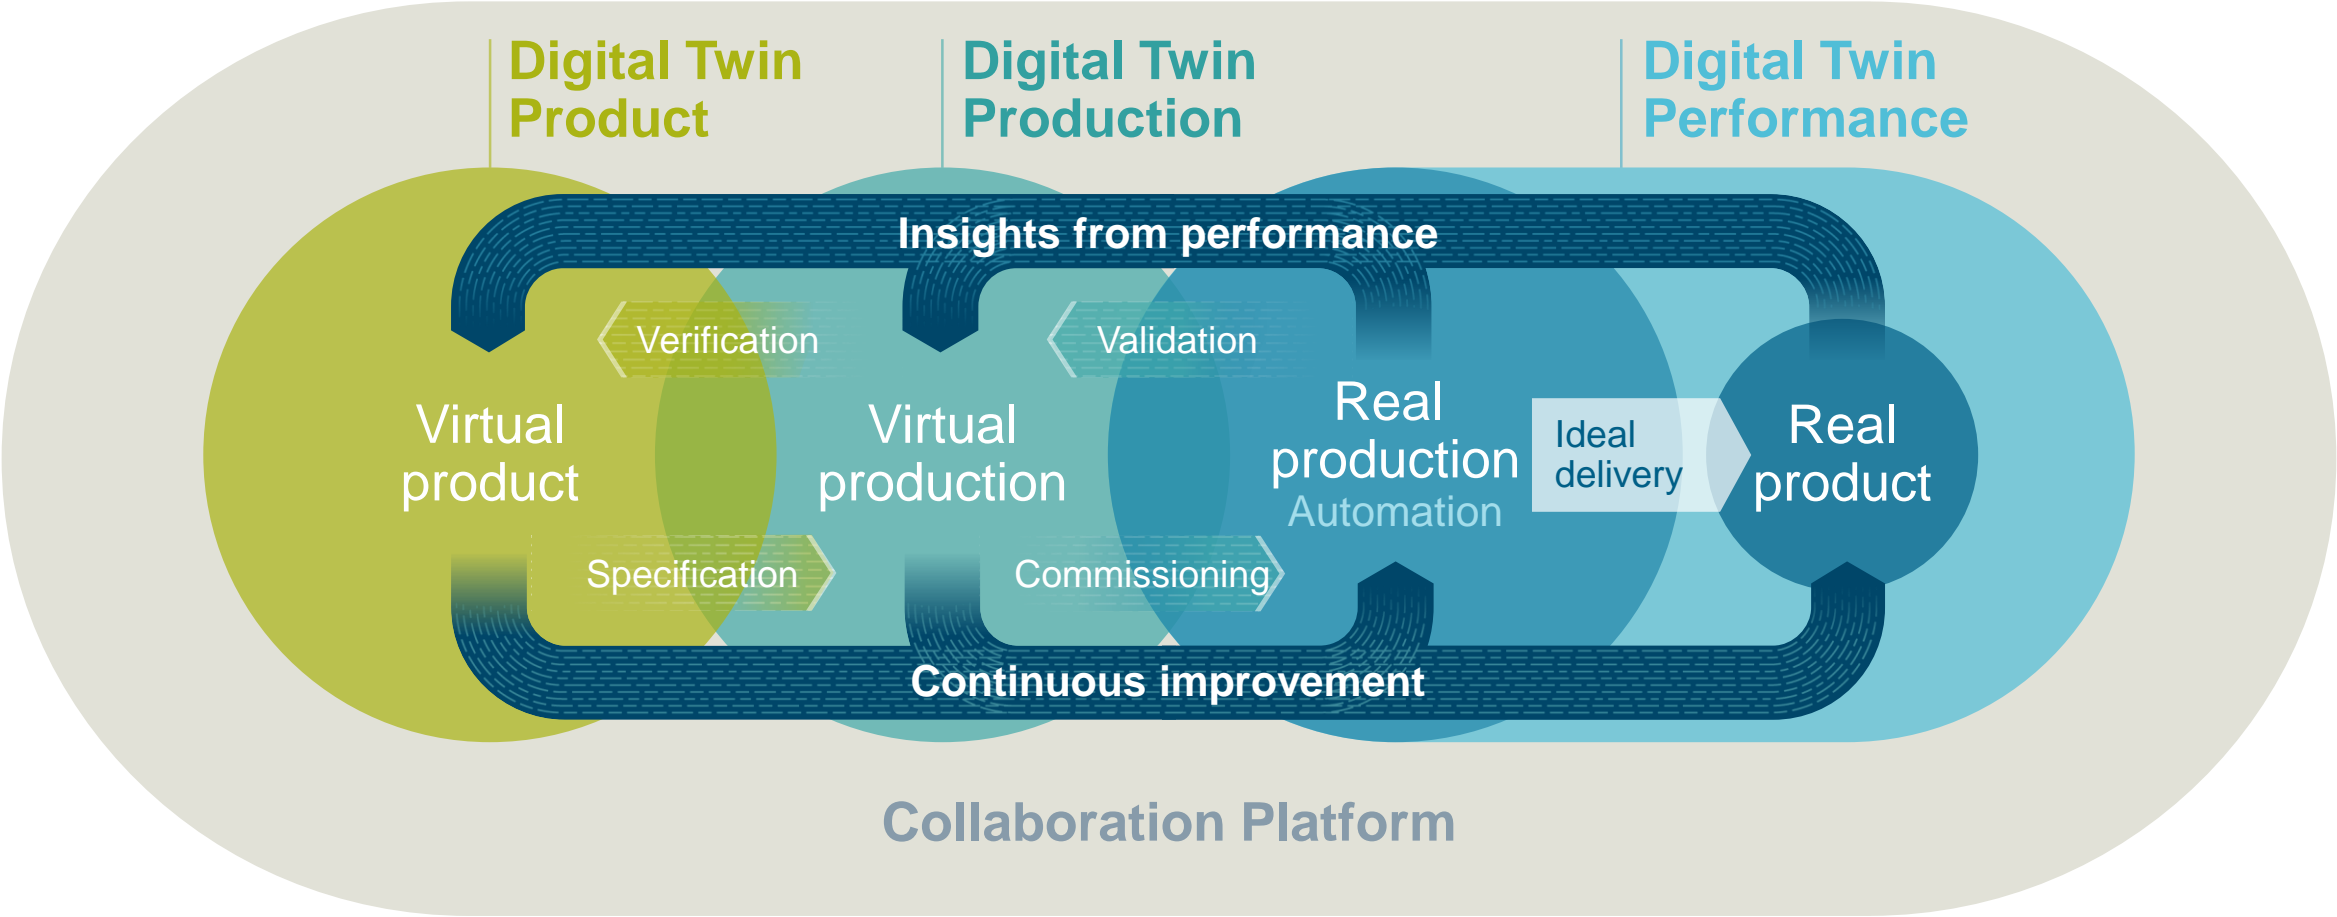 Digital Twin
Product
Digital Twin
Production
Digital Twin
Performance
Insights from performance
Verification
Validation
Virtual
product
Virtual
production
Real
production
Automation
Ideal
delivery
Real
product
Specification
Commissioning
Continuous improvement
Collaboration Platform